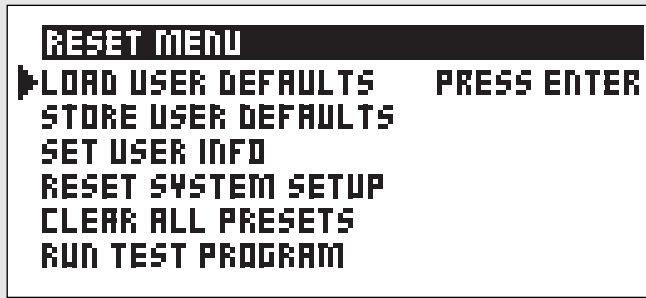 RESET MENU
LOAD USER DEFAULTS PRESS ENTER
STORE USER DEFAULTS
SET USER INFO
RESET SYSTEM SETUP
CLEAR ALL PRESETS
RUN TEST PROGRAM